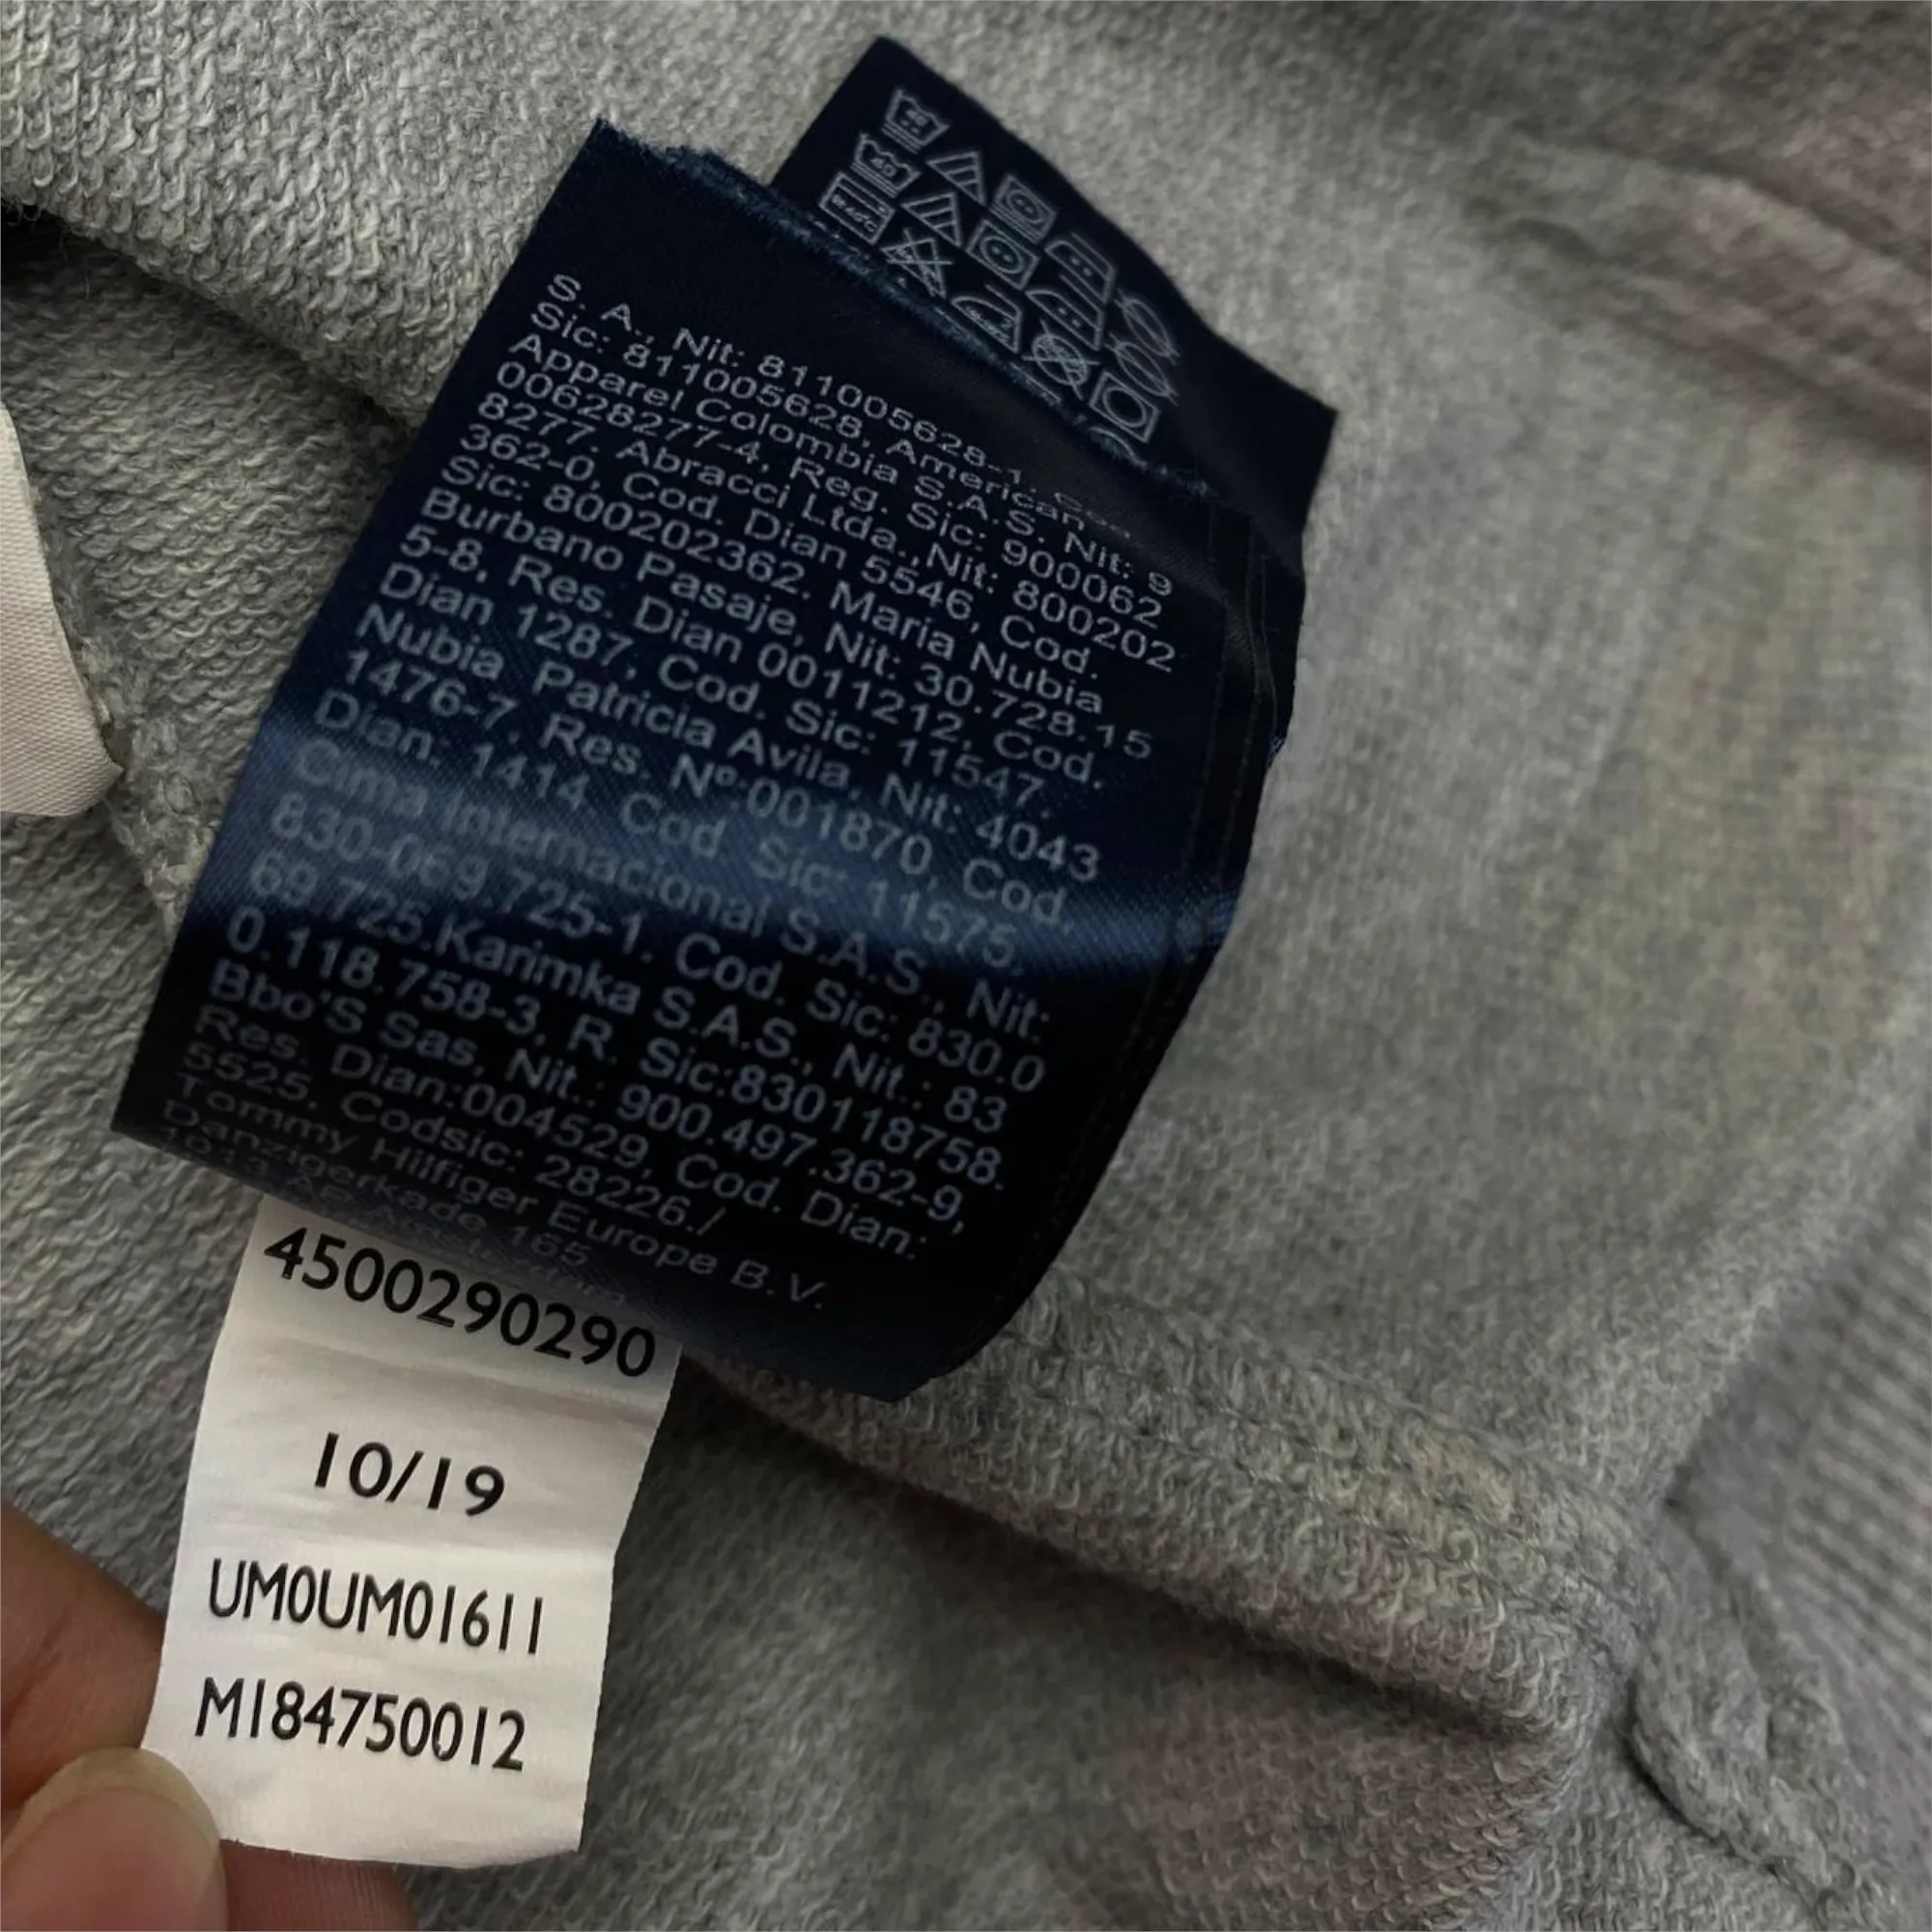 40
S. A., Nit: 811005628-1,
Sic: 811005628, American
Apparel Colombia S.A.S. Nit: 9
00628277-4, Reg. Sic: 900062
8277. Abracci Ltda.,Nit: 800202
362-0, Cod. Dian 5546, Cod.
Sic: 800202362. Maria Nubia
Burbano Pasaje, Nit: 30.728.15
5-8, Res. Dian 0011212, Cod.
Dian 1287, Cod. Sic: 11547.
Nubia Patricia Avila, Nit: 4043
1476-7, Res. Nº:001870, Cod.
Dian: 1414, Cod Sic: 11575,
Cima Internacional S.A.S., Nit:
830-069 725-1. Cod. Sic: 830.0
69 725.Karimka S.A.S., Nit.: 83
0.118.758-3, R. Sic:830118758.
Bbo'S Sas, Nit.: 900.497.362-9,
Res. Dian:004529, Cod. Dian:
5525, Codsic: 28226./
Tommy Hilfiger Europe B.V.
Danzigerkade 165
4500290290
10/19
UM0UM01611
M184750012